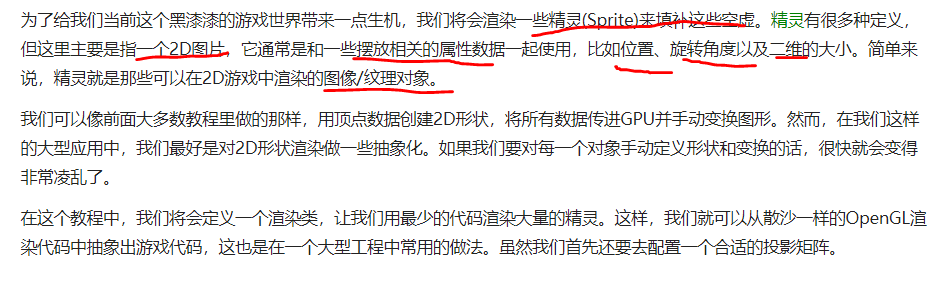 为了给我们当前这个黑漆漆的游戏世界带来一点生机，我们将会渲染一些精灵(Sprite)来填补这些空虚。精灵有很多种定义，
但这里主要是指一个2D图片，它通常是和一些摆放相关的属性数据一起使用，比如位置、旋转角度以及二维的大小。简单来
说，精灵就是那些可以在2D游戏中渲染的图像/纹理对象。
我们可以像前面大多数教程里做的那样，用顶点数据创建2D形状，将所有数据传进GPU并手动变换图形。然而，在我们这样
的大型应用中，我们最好是对2D形状渲染做一些抽象化。如果我们要对每一个对象手动定义形状和变换的话，很快就会变得
非常凌乱了。
在这个教程中，我们将会定义一个渲染类，让我们用最少的代码渲染大量的精灵。这样，我们就可以从散沙一样的OpenGL渲
染代码中抽象出游戏代码，这也是在一个大型工程中常用的做法。虽然我们首先还要去配置一个合适的投影矩阵。